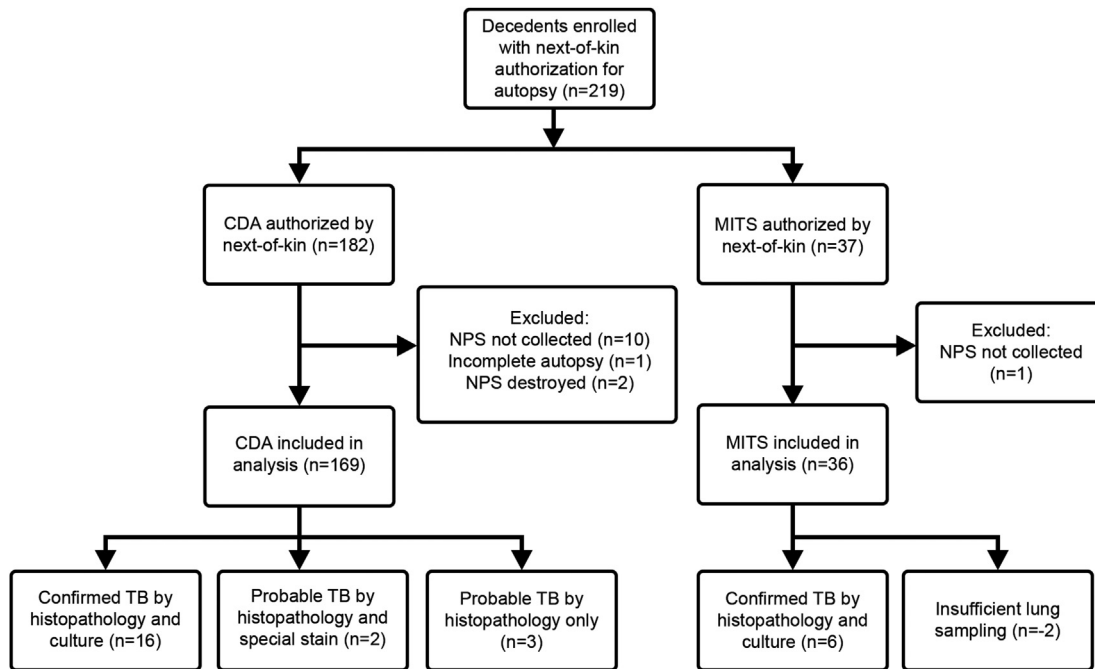 Decedents enrolled
with next-of-kin
authorization for
autopsy (n=219)
CDA authorized by
next-of-kin (n=182)
MITS authorized by
next-of-kin (n=37)
Excluded:
NPS not collected (n=10)
Incomplete autopsy (n=1)
NPS destroyed (n=2)
Excluded:
NPS not collected
(n=1)
CDA included in
analysis (n=169)
MITS included in
analysis (n=36)
Confirmed TB by
histopathology and
culture (n=16)
Probable TB by
histopathology and
special stain (n=2)
Probable TB by
histopathology only
(n=3)
Confirmed TB by
histopathology and
culture (n=6)
Insufficient lung
sampling (n=-2)